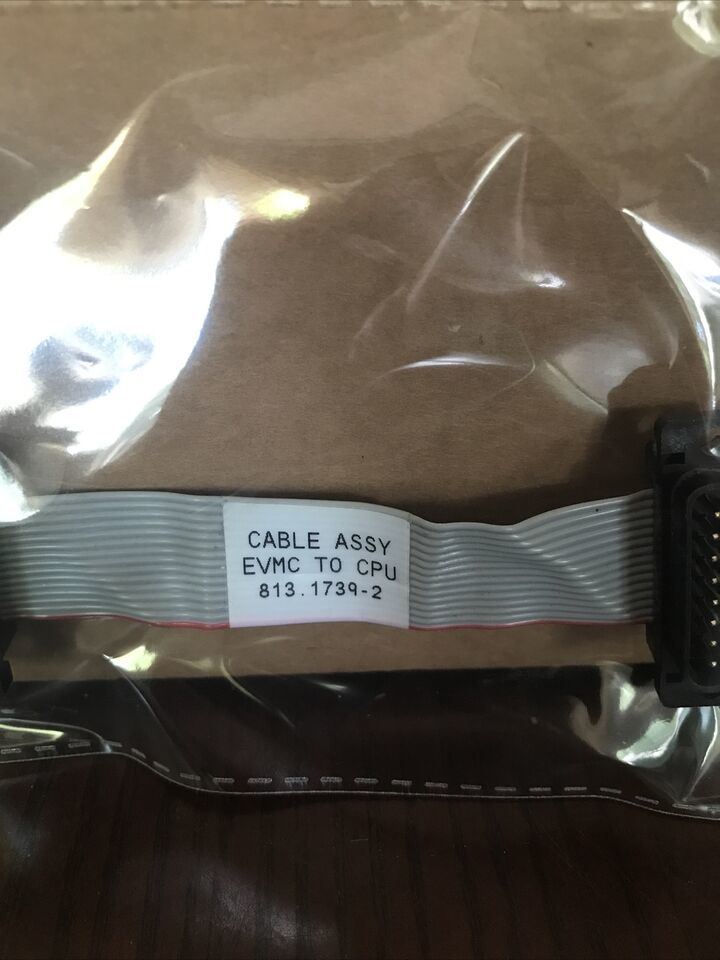 CABLE ASSY
EVMC TO CPU
813.1739-2